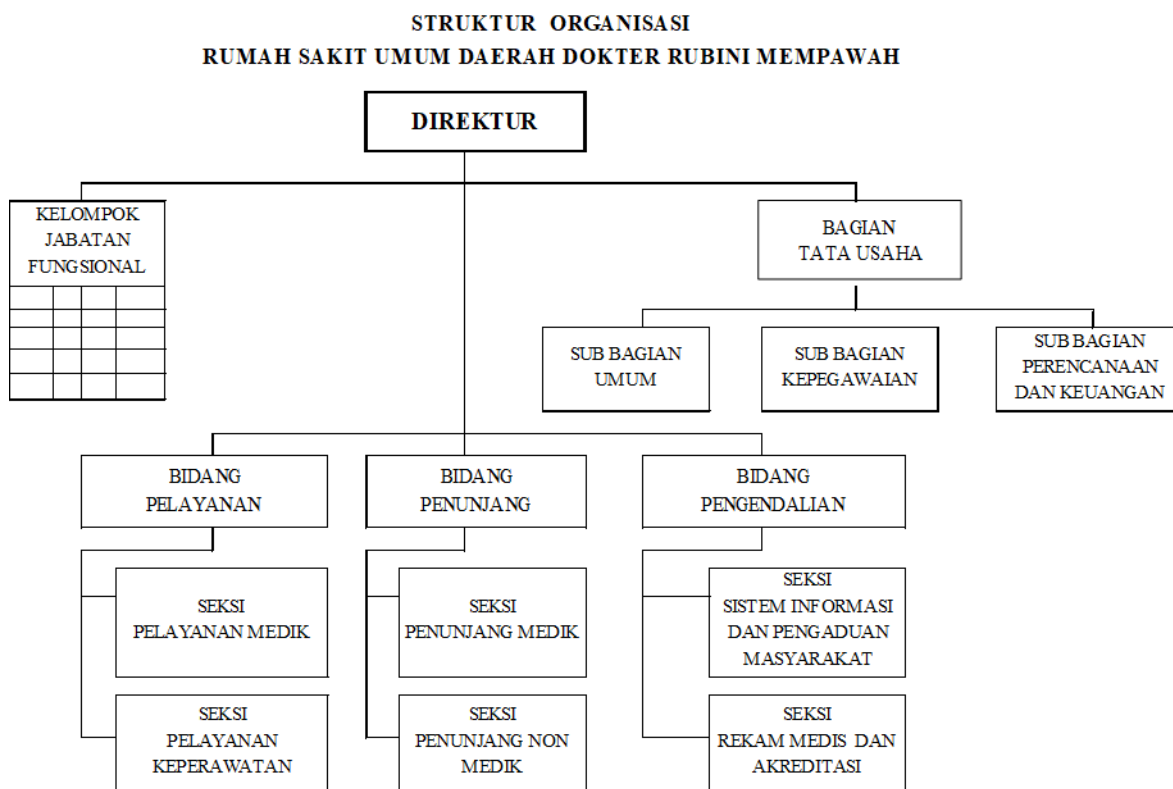 STRUKTUR ORGANISASI
RUMAH SAKIT UMUM DAERAH DOKTER RUBINI MEMPAWAH
DIREKTUR
KELOMPOK
JABATAN
FUNGSIONAL
BAGIAN
TATA USAHA
SUB BAGIAN
UMUM
SUB BAGIAN
KEPEGAWAIAN
SUB BAGIAN
PERENCANAAN
DAN KEUANGAN
BIDANG
PELAYANAN
BIDANG
PENUNJANG
BIDANG
PENGENDALIAN
SEKSI
PELAYANAN MEDIK
SEKSI
PENUNJANG MEDIK
SEKSI
SISTEM INFORMASI
DAN PENGADUAN
MASYARAKAT
SEKSI
PELAYANAN
KEPERAWATAN
SEKSI
PENUNJANG NON
MEDIK
SEKSI
REKAM MEDIS DAN
AKREDITASI